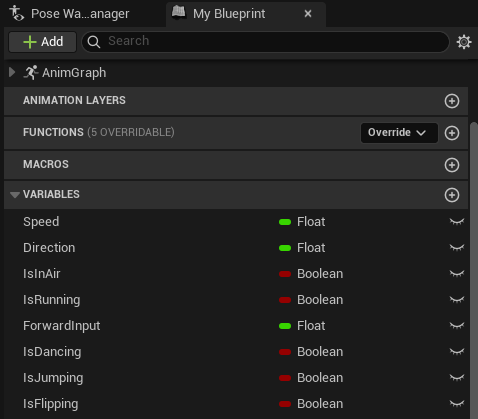 Pose Wa...anager
My Blueprint
Add
Search
AnimGraph
ANIMATION LAYERS
FUNCTIONS (5 OVERRIDABLE)
Override
MACROS
VARIABLES
Speed Float
Direction Float
IsInAir Boolean
IsRunning Boolean
ForwardInput Float
IsDancing Boolean
IsJumping Boolean
IsFlipping Boolean